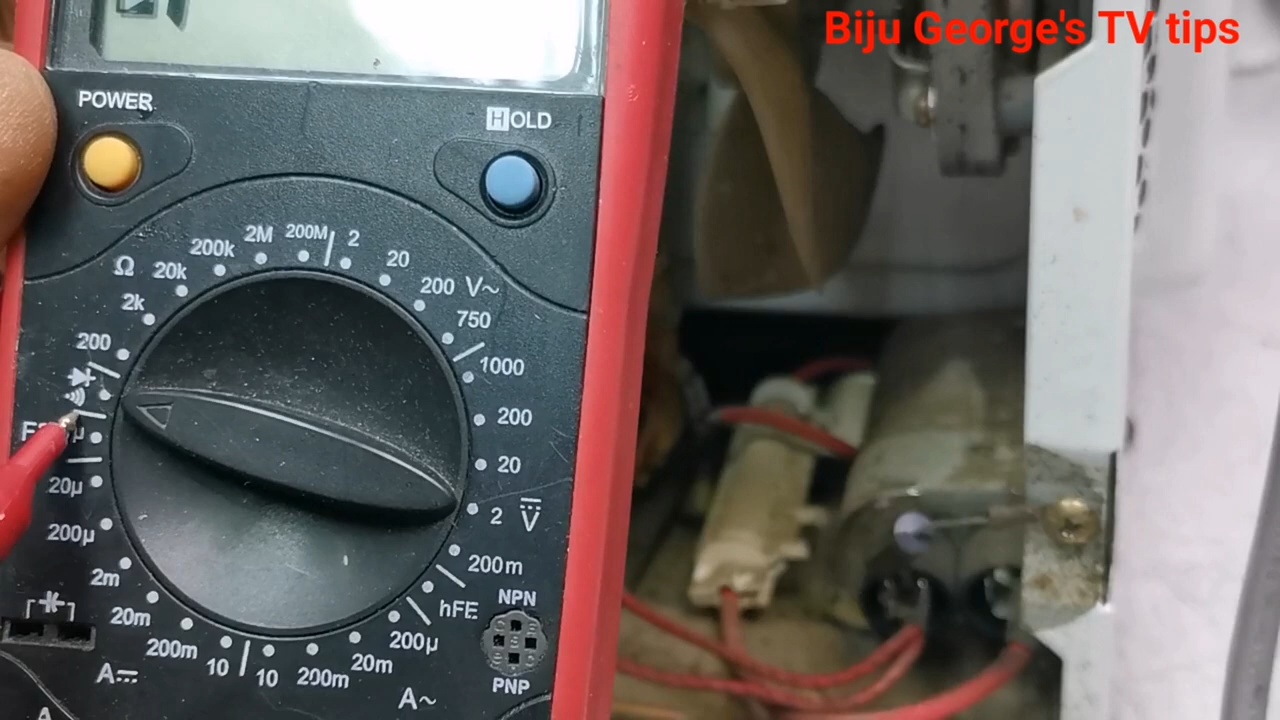 Biju George's TV tips
POWER
HOLD
200M
2
2M
200k
20
Ω
20k
200
V~
2k
750
200
1000
200
20
20µ
2
V
200µ
200m
2m
hFE
NPN
20m
200µ
200m
20m
10
10
200m
PNP
A
A~